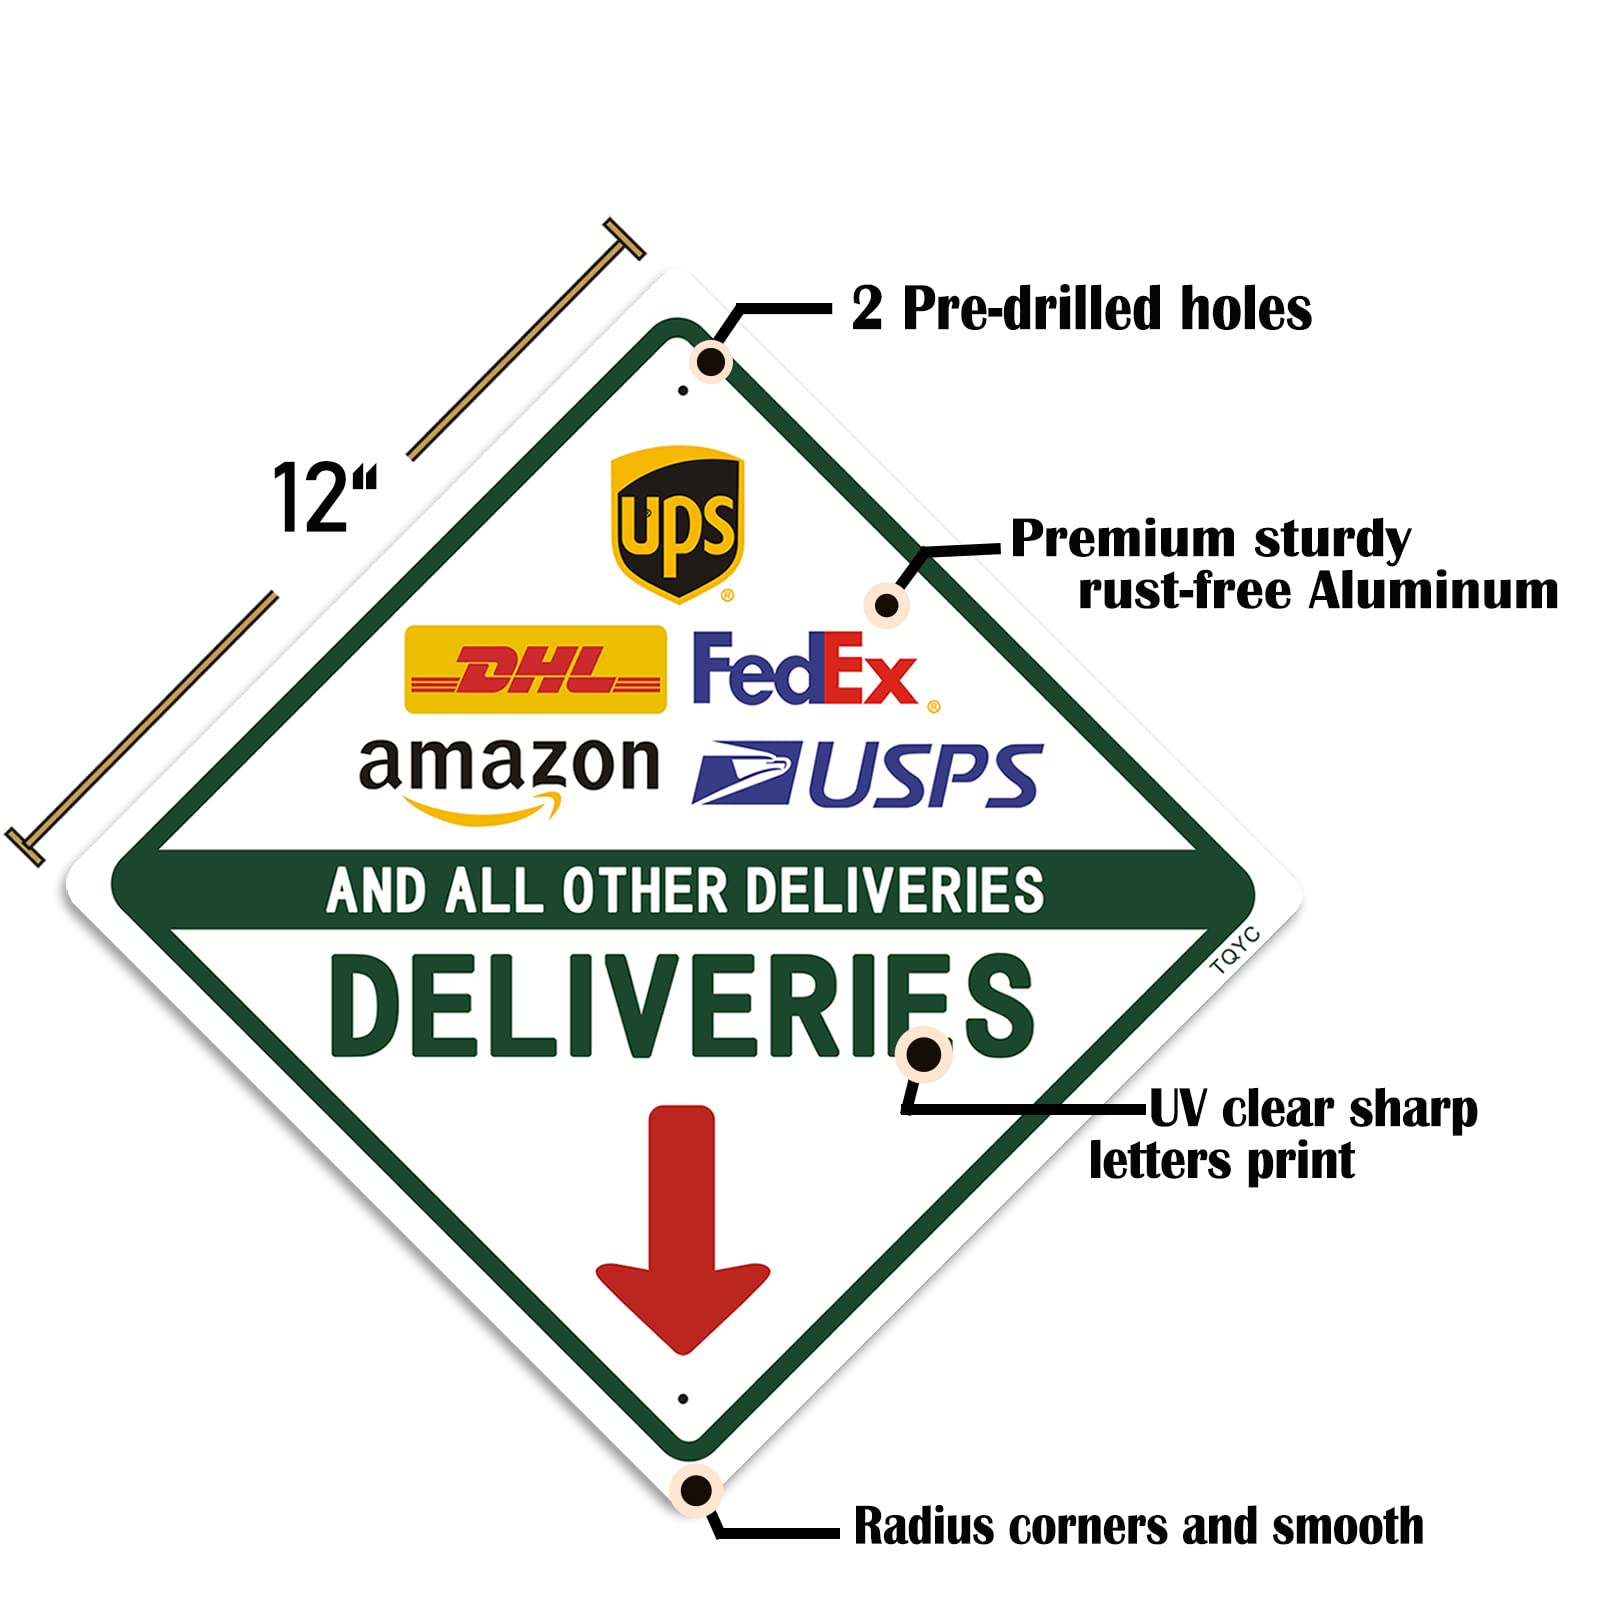 2 Pre-drilled holes
12“
ups
®
Premium sturdy
rust-free Aluminum
DHL
FedEx®
amazon
USPS
AND ALL OTHER DELIVERIES
TQYC
DELIVERIES
UV clear sharp
letters print
Radius corners and smooth